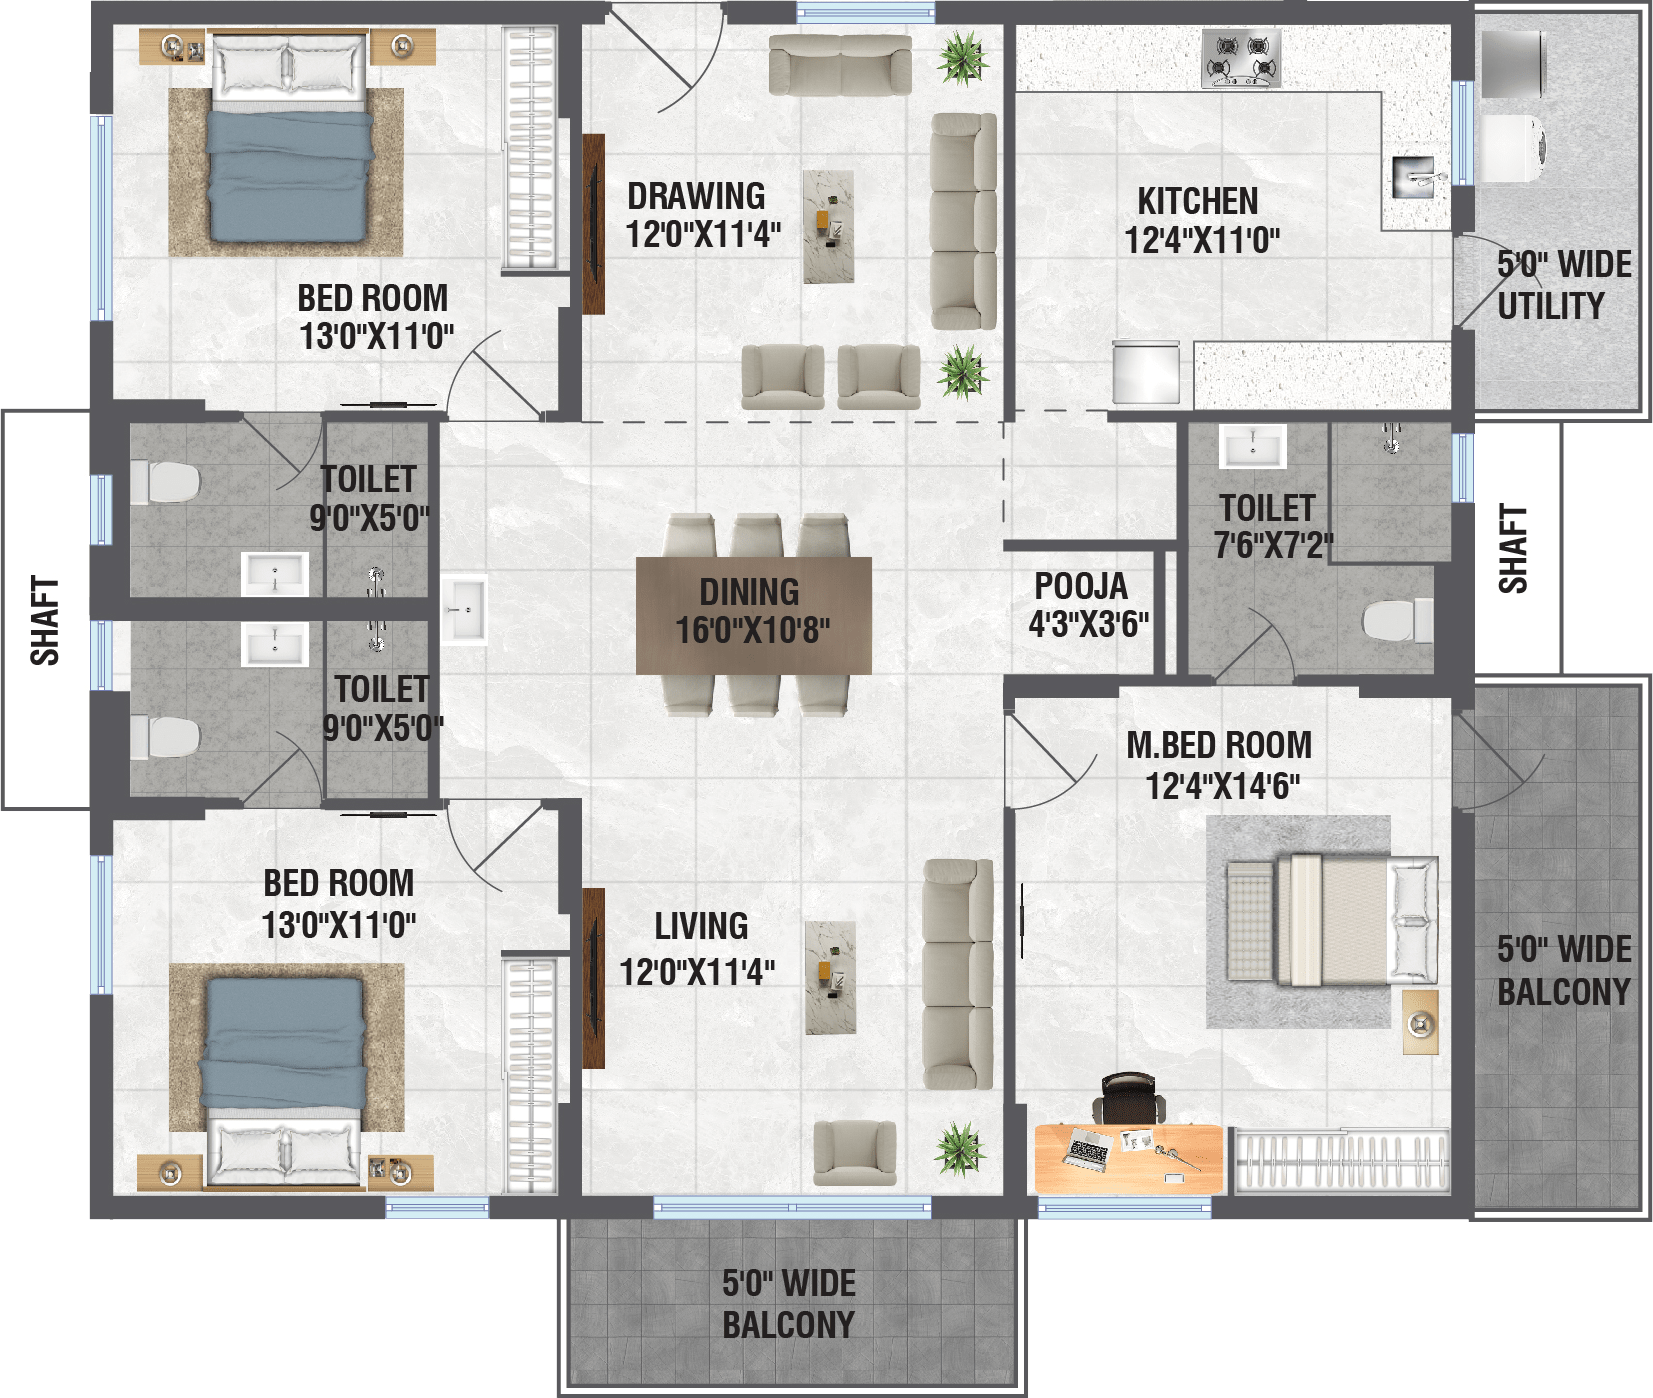 DRAWING
12'0"X11'4"
KITCHEN
12'4"X11'0"
5'0" WIDE
UTILITY
BED ROOM
13'0"X11'0"
TOILET
9'0"X5'0"
TOILET
7'6"X7'2"
SHAFT
SHAFT
DINING
16'0"X10'8"
POOJA
4'3"X3'6"
TOILET
9'0"X5'0"
M.BED ROOM
12'4"X14'6"
BED ROOM
13'0"X11'0"
LIVING
12'0"X11'4"
5'0" WIDE
BALCONY
5'0" WIDE
BALCONY